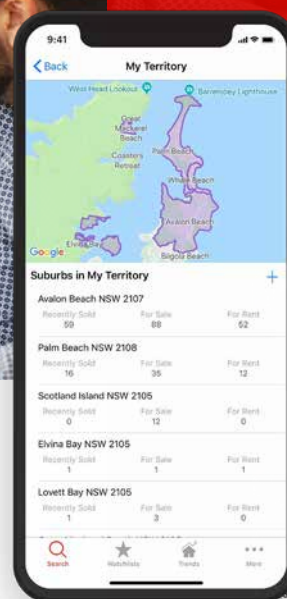 9:41
Back My Territory
West Head Lookout
Barrenjoey Lighthouse
Great
Mackerel
Beach
Palm Beach
Coasters
Retreat
Whale Beach
Avalon Beach
Elvina Bay
Google
Bilgola Beach
Suburbs in My Territory +
Avalon Beach NSW 2107
Recently Sold For Sale For Rent
59 88 52
Palm Beach NSW 2108
Recently Sold For Sale For Rent
16 35 12
Scotland Island NSW 2105
Recently Sold For Sale For Rent
0 12 0
Elvina Bay NSW 2105
Recently Sold For Sale For Rent
1 1 1
Lovett Bay NSW 2105
Recently Sold For Sale For Rent
1 3 0
Search Watchlists Trends More